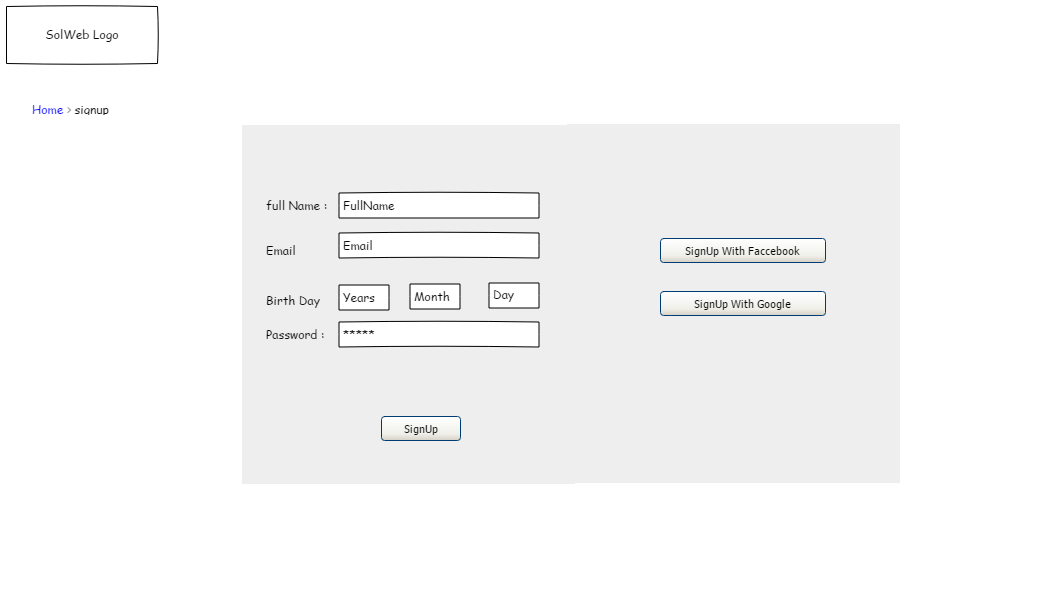 SolWeb Logo
Home > signup
full Name : FullName
Email Email
Birth Day Years Month Day
Password : *****
SignUp
SignUp With Faccebook
SignUp With Google